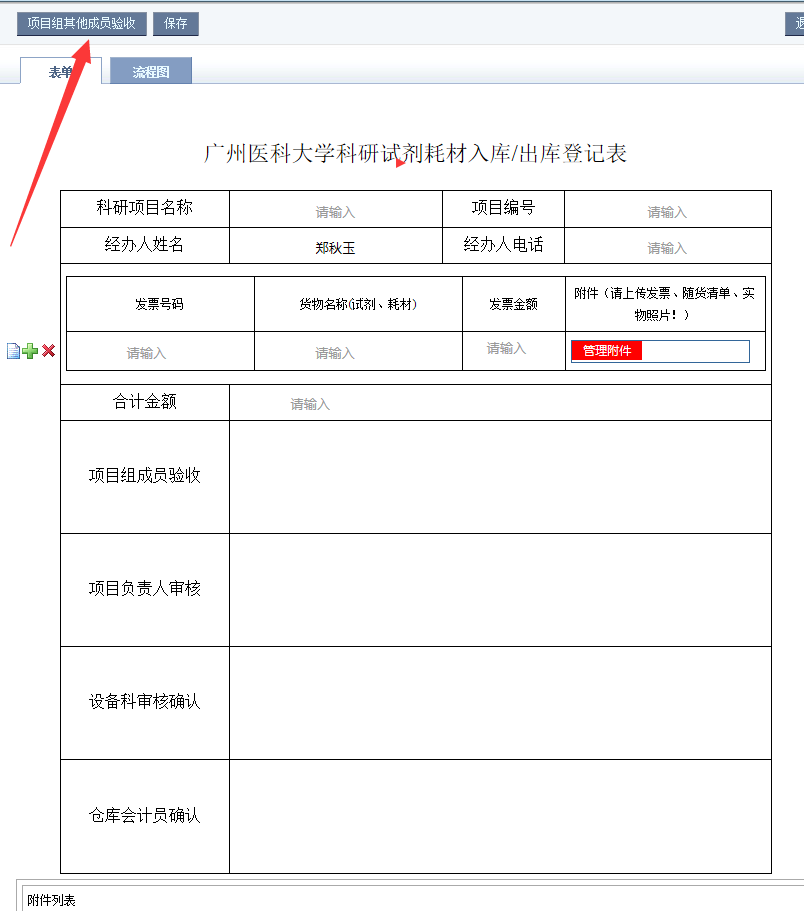 项目组其他成员验收 保存 退
表单 流程图
广州医科大学科研试剂耗材入库/出库登记表
科研项目名称 请输入 项目编号 请输入
经办人姓名 郑秋玉 经办人电话 请输入
发票号码 货物名称(试剂、耗材) 发票金额 附件（请上传发票、随货清单、实
物照片！）
请输入 请输入 请输入 管理附件
合计金额 请输入
项目组成员验收
项目负责人审核
设备科审核确认
仓库会计员确认
附件列表